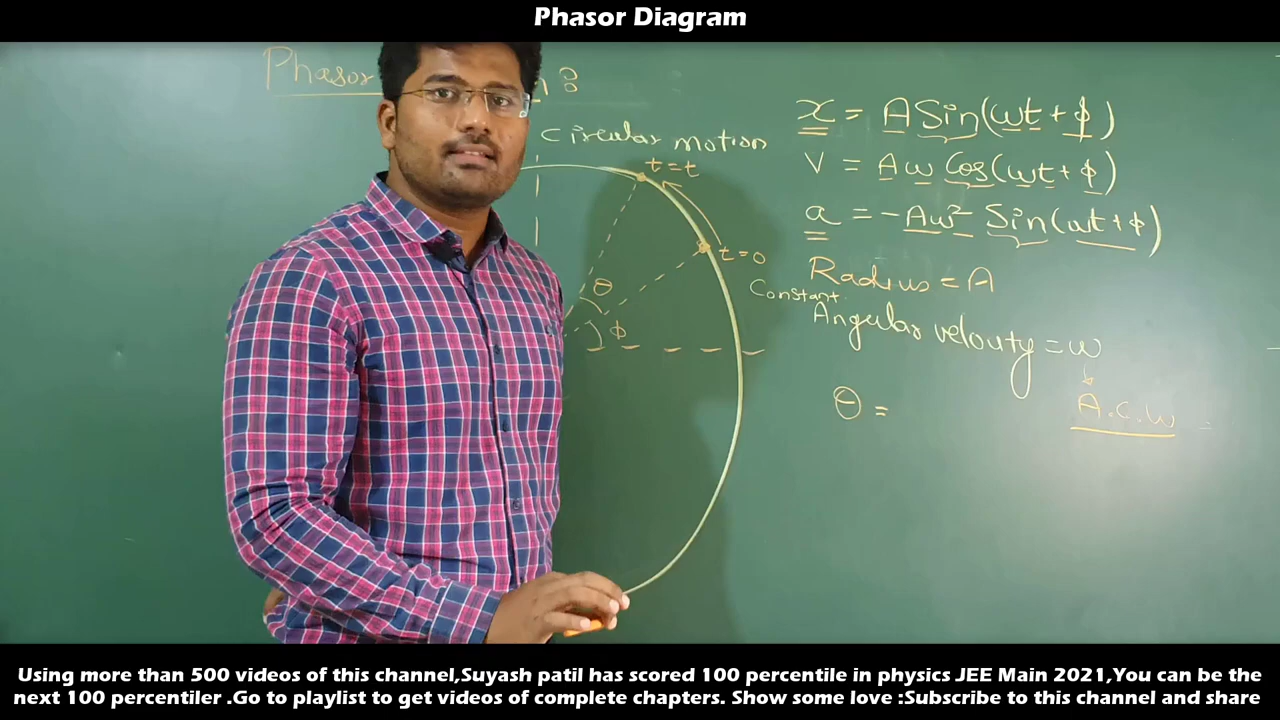 Phasor Diagram
Phasor
Circular motion
t=t
t=0
θ
ϕ
x = A Sin(ωt + ϕ)
V = Aω Cos(ωt + ϕ)
a = -Aω² Sin(ωt + ϕ)
Radius = A
Constant
Angular velouty = ω
θ =
A.C.W
Using more than 500 videos of this channel,Suyash patil has scored 100 percentile in physics JEE Main 2021,You can be the
next 100 percentiler .Go to playlist to get videos of complete chapters. Show some love :Subscribe to this channel and share